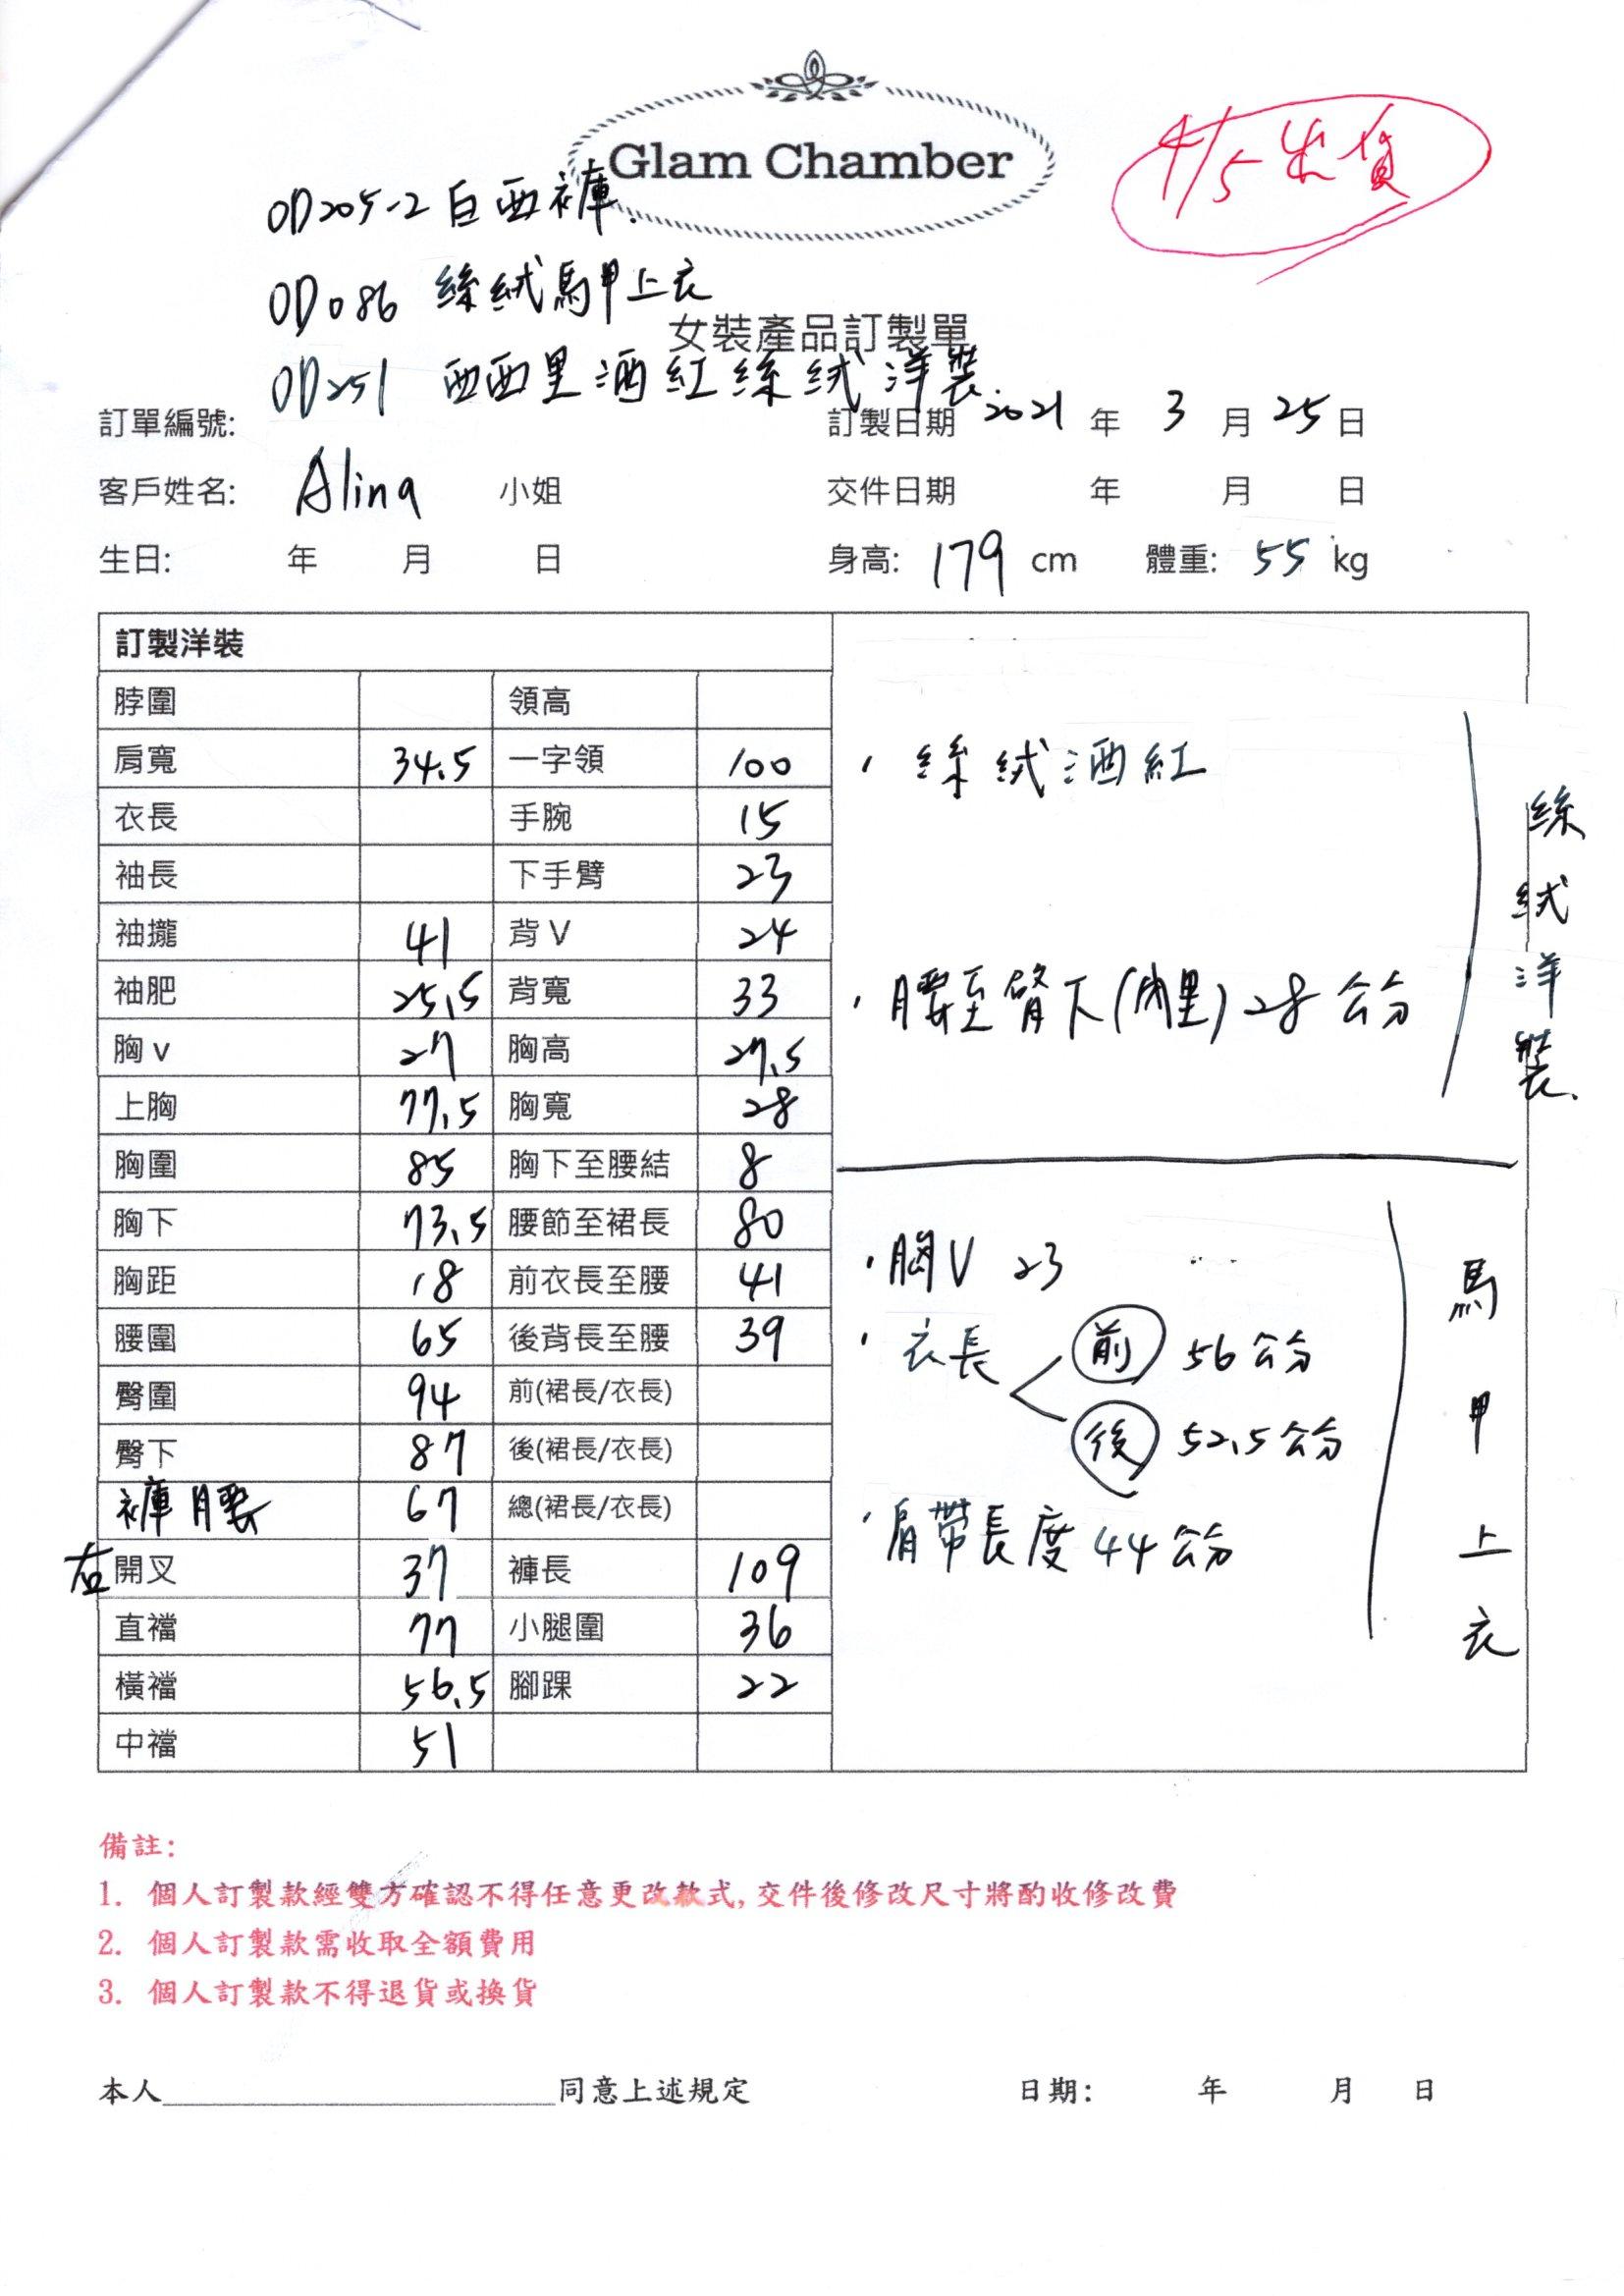 Glam Chamber
4/5出貨
OD205-2 白西褲.
OD086 絲絨馬甲上衣
女裝產品訂製單
OD251 西西里酒紅絲絨洋裝
訂單編號: 訂製日期 2021 年 3 月 25 日
客戶姓名: Alina 小姐 交件日期 年 月 日
生日: 年 月 日 身高: 179 cm 體重: 55 kg
訂製洋裝
脖圍 領高
肩寬 34.5 一字領 100
衣長 手腕 15
袖長 下手臂 23
袖攏 41 背 V 24
袖肥 25.5 背寬 33
胸 v 27 胸高 27.5
上胸 77.5 胸寬 28
胸圍 85 胸下至腰結 8
胸下 73.5 腰節至裙長 80
胸距 18 前衣長至腰 41
腰圍 65 後背長至腰 39
臀圍 94 前(裙長/衣長)
臀下 87 後(裙長/衣長)
褲腰 67 總(裙長/衣長)
右 開叉 37 褲長 109
直襠 77 小腿圍 36
橫襠 56.5 腳踝 22
中襠 51
絲絨酒紅
腰至臀下(內里)28公分
絲絨洋裝.
胸V 23
衣長 前 56公分
後 52.5公分
肩帶長度44公分
馬甲上衣
備註:
1. 個人訂製款經雙方確認不得任意更改款式, 交件後修改尺寸將酌收修改費
2. 個人訂製款需收取全額費用
3. 個人訂製款不得退貨或換貨
本人 同意上述規定 日期: 年 月 日